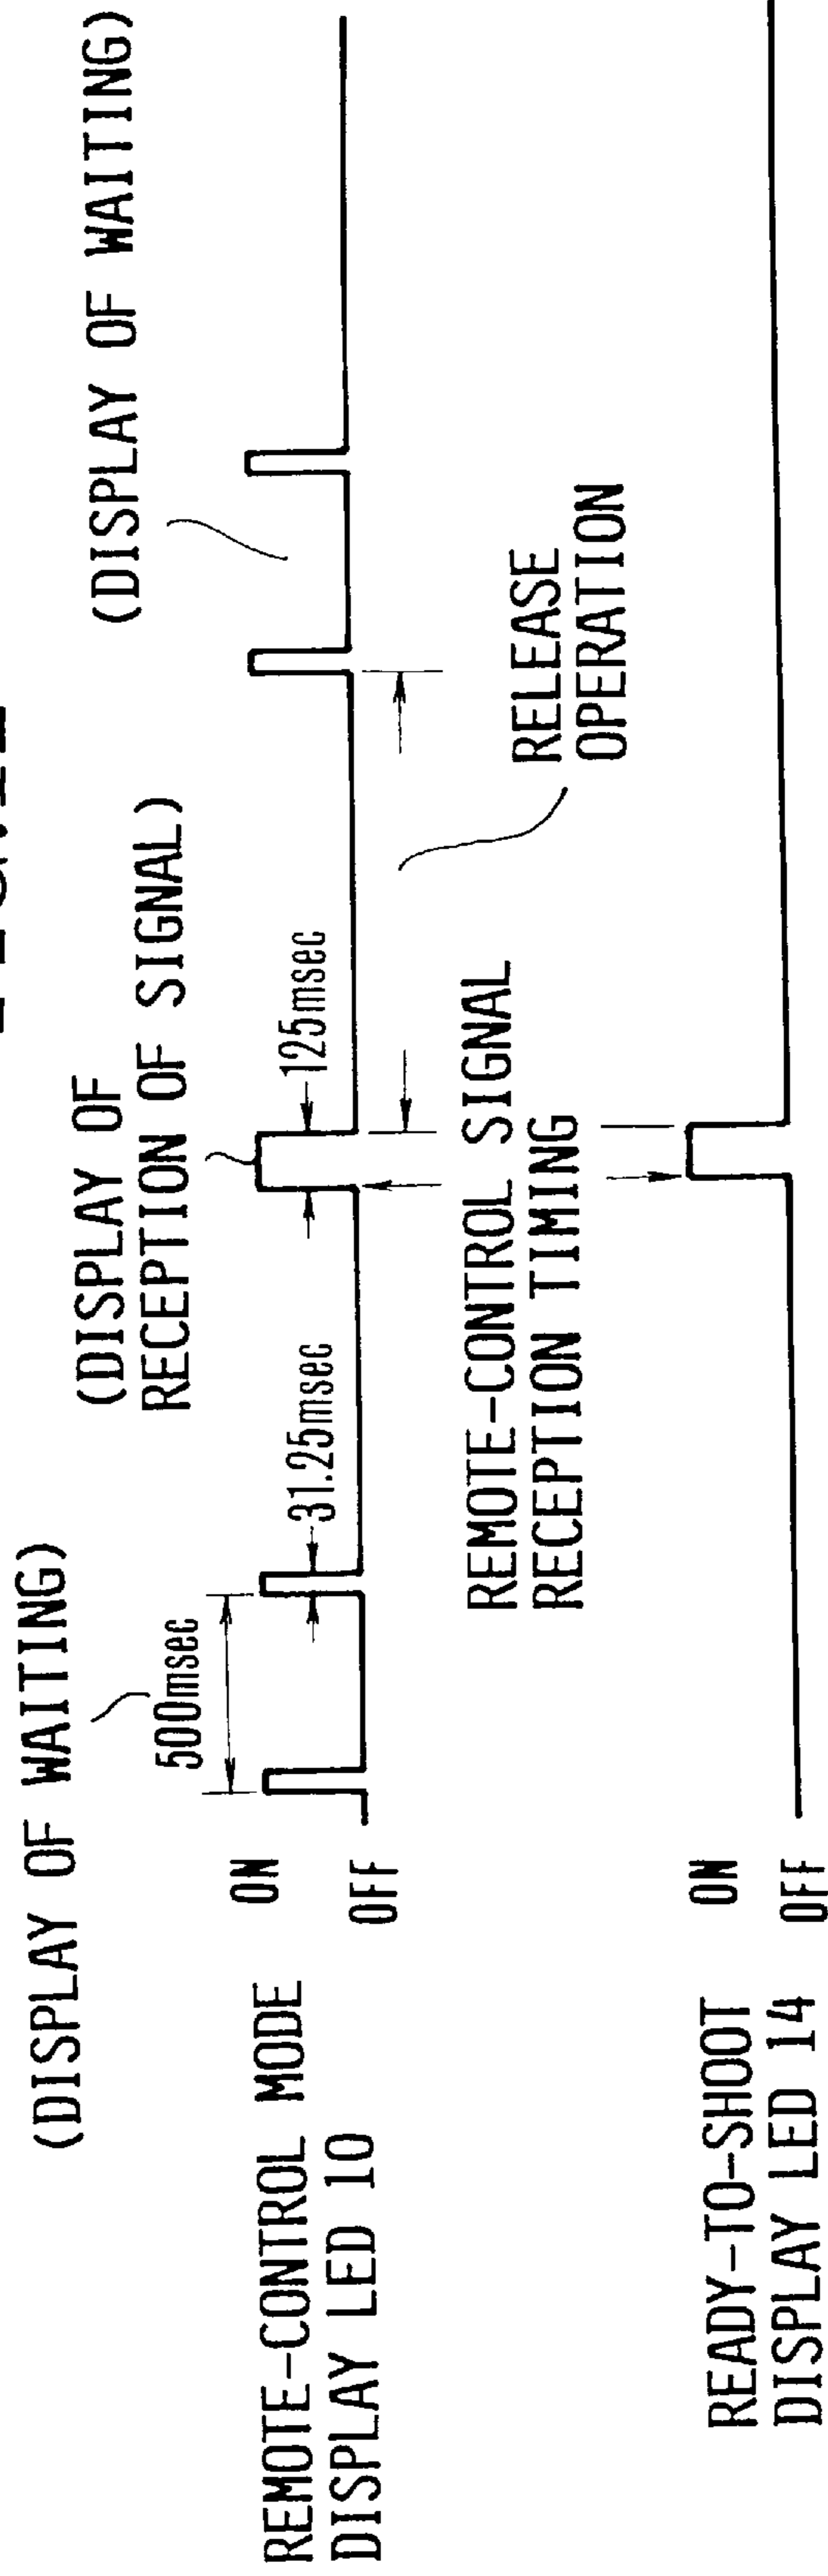 (DISPLAY OF WAITING)
(DISPLAY OF
RECEPTION OF SIGNAL)
(DISPLAY OF WAITING)
500msec
31.25msec
125msec
REMOTE-CONTROL MODE
DISPLAY LED 10
ON
OFF
REMOTE-CONTROL SIGNAL
RECEPTION TIMING
RELEASE
OPERATION
READY-TO-SHOOT
DISPLAY LED 14
ON
OFF